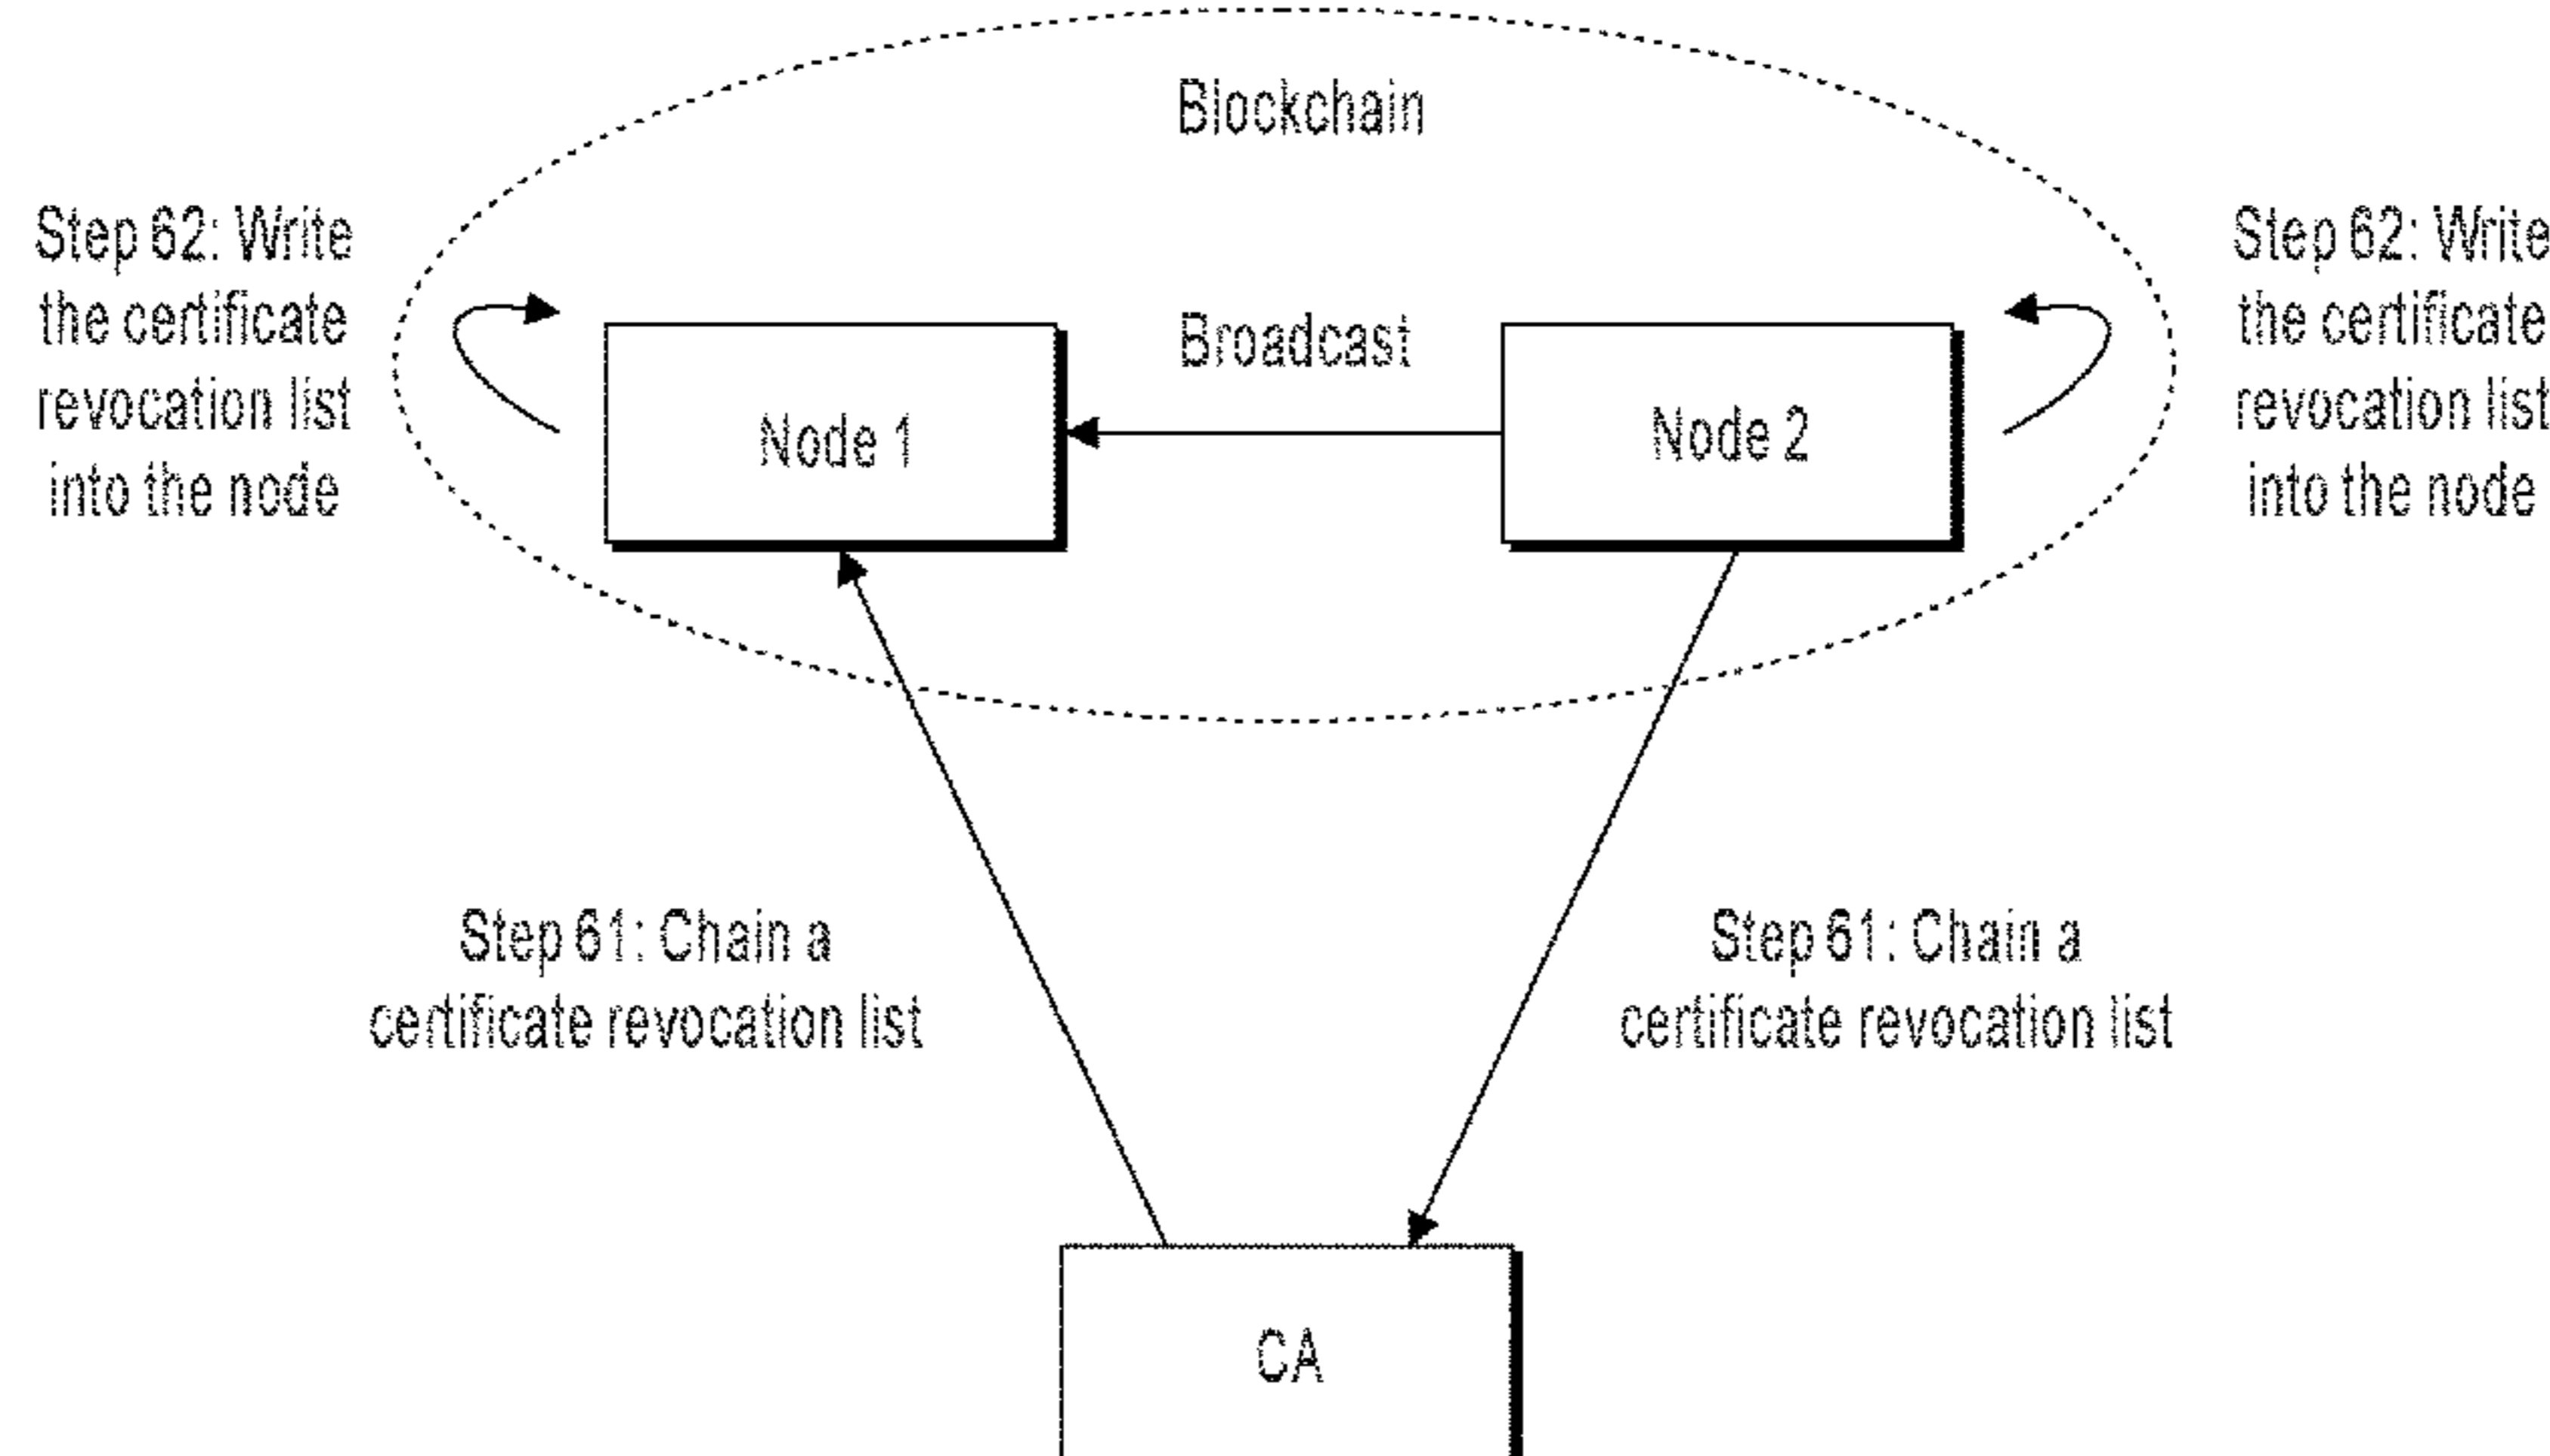 Blockchain
Step 62: Write
the certificate
revocation list
into the node
Broadcast
Node 1
Node 2
Step 62: Write
the certificate
revocation list
into the node
Step 61: Chain a
certificate revocation list
Step 61: Chain a
certificate revocation list
CA